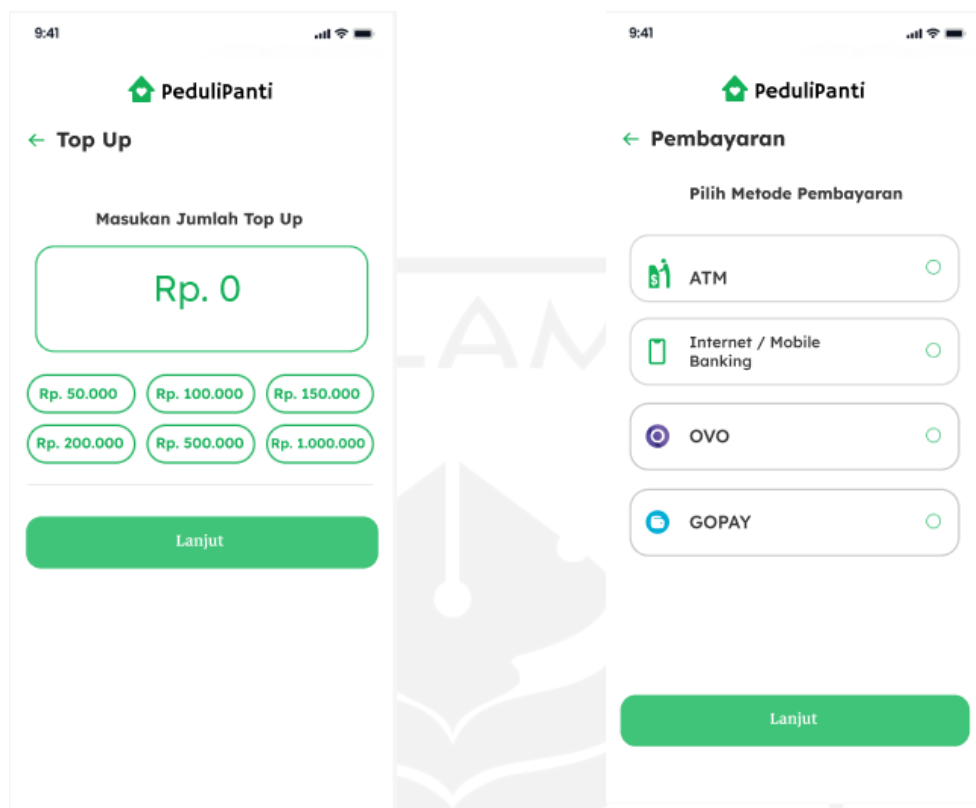 9:41
PeduliPanti
← Top Up
Masukan Jumlah Top Up
Rp. 0
Rp. 50.000
Rp. 100.000
Rp. 150.000
Rp. 200.000
Rp. 500.000
Rp. 1.000.000
Lanjut
9:41
PeduliPanti
← Pembayaran
Pilih Metode Pembayaran
$
ATM
Internet / Mobile
Banking
OVO
GOPAY
Lanjut
LAM